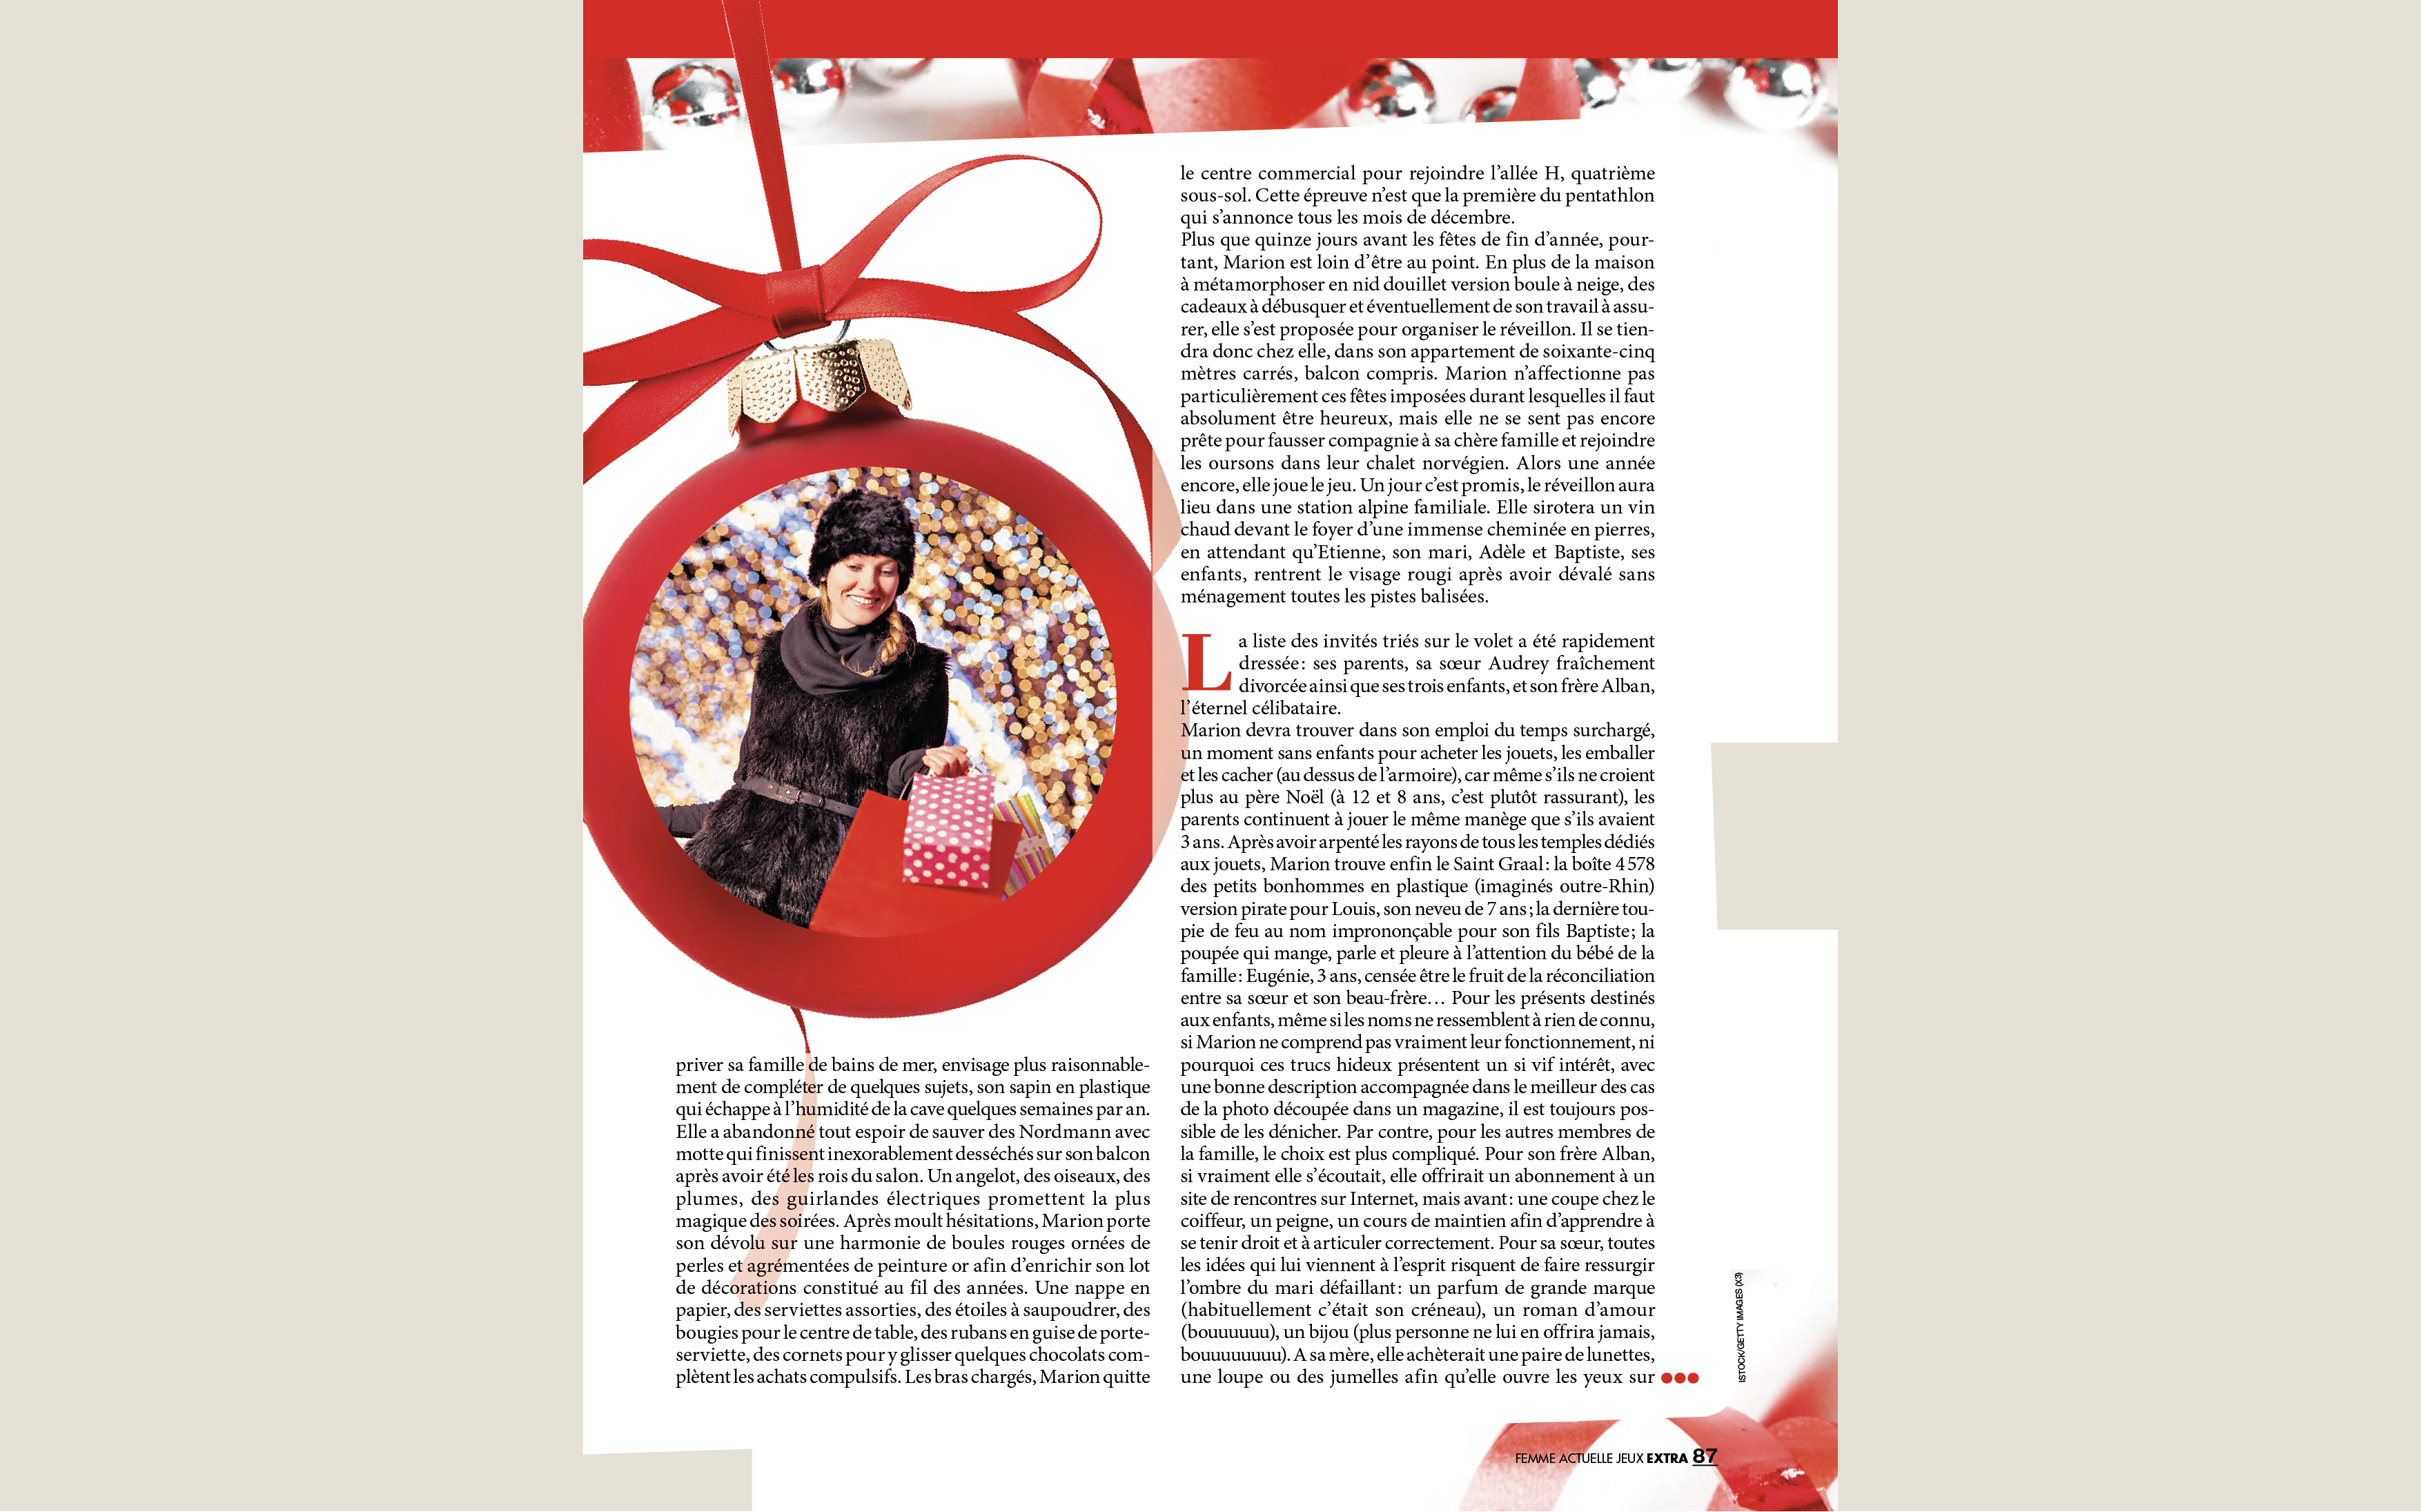 priver sa famille de bains de mer, envisage plus raisonnable-
ment de compléter de quelques sujets, son sapin en plastique
qui échappe à l’humidité de la cave quelques semaines par an.
Elle a abandonné tout espoir de sauver des Nordmann avec
motte qui finissent inexorablement desséchés sur son balcon
après avoir été les rois du salon. Un angelot, des oiseaux, des
plumes, des guirlandes électriques promettent la plus
magique des soirées. Après moult hésitations, Marion porte
son dévolu sur une harmonie de boules rouges ornées de
perles et agrémentées de peinture or afin d’enrichir son lot
de décorations constitué au fil des années. Une nappe en
papier, des serviettes assorties, des étoiles à saupoudrer, des
bougies pour le centre de table, des rubans en guise de porte-
serviette, des cornets pour y glisser quelques chocolats com-
plètent les achats compulsifs. Les bras chargés, Marion quitte
le centre commercial pour rejoindre l’allée H, quatrième
sous-sol. Cette épreuve n’est que la première du pentathlon
qui s’annonce tous les mois de décembre.
Plus que quinze jours avant les fêtes de fin d’année, pour-
tant, Marion est loin d’être au point. En plus de la maison
à métamorphoser en nid douillet version boule à neige, des
cadeaux à débusquer et éventuellement de son travail à assu-
rer, elle s’est proposée pour organiser le réveillon. Il se tien-
dra donc chez elle, dans son appartement de soixante-cinq
mètres carrés, balcon compris. Marion n’affectionne pas
particulièrement ces fêtes imposées durant lesquelles il faut
absolument être heureux, mais elle ne se sent pas encore
prête pour fausser compagnie à sa chère famille et rejoindre
les oursons dans leur chalet norvégien. Alors une année
encore, elle joue le jeu. Un jour c’est promis, le réveillon aura
lieu dans une station alpine familiale. Elle sirotera un vin
chaud devant le foyer d’une immense cheminée en pierres,
en attendant qu’Etienne, son mari, Adèle et Baptiste, ses
enfants, rentrent le visage rougi après avoir dévalé sans
ménagement toutes les pistes balisées.
La liste des invités triés sur le volet a été rapidement
dressée : ses parents, sa sœur Audrey fraîchement
divorcée ainsi que ses trois enfants, et son frère Alban,
l’éternel célibataire.
Marion devra trouver dans son emploi du temps surchargé,
un moment sans enfants pour acheter les jouets, les emballer
et les cacher (au dessus de l’armoire), car même s’ils ne croient
plus au père Noël (à 12 et 8 ans, c’est plutôt rassurant), les
parents continuent à jouer le même manège que s’ils avaient
3 ans. Après avoir arpenté les rayons de tous les temples dédiés
aux jouets, Marion trouve enfin le Saint Graal : la boîte 4 578
des petits bonhommes en plastique (imaginés outre-Rhin)
version pirate pour Louis, son neveu de 7 ans ; la dernière tou-
pie de feu au nom imprononçable pour son fils Baptiste ; la
poupée qui mange, parle et pleure à l’attention du bébé de la
famille : Eugénie, 3 ans, censée être le fruit de la réconciliation
entre sa sœur et son beau-frère… Pour les présents destinés
aux enfants, même si les noms ne ressemblent à rien de connu,
si Marion ne comprend pas vraiment leur fonctionnement, ni
pourquoi ces trucs hideux présentent un si vif intérêt, avec
une bonne description accompagnée dans le meilleur des cas
de la photo découpée dans un magazine, il est toujours pos-
sible de les dénicher. Par contre, pour les autres membres de
la famille, le choix est plus compliqué. Pour son frère Alban,
si vraiment elle s’écoutait, elle offrirait un abonnement à un
site de rencontres sur Internet, mais avant : une coupe chez le
coiffeur, un peigne, un cours de maintien afin d’apprendre à
se tenir droit et à articuler correctement. Pour sa sœur, toutes
les idées qui lui viennent à l’esprit risquent de faire ressurgir
l’ombre du mari défaillant : un parfum de grande marque
(habituellement c’était son créneau), un roman d’amour
(bouuuuuu), un bijou (plus personne ne lui en offrira jamais,
bouuuuuuuu). A sa mère, elle achèterait une paire de lunettes,
une loupe ou des jumelles afin qu’elle ouvre les yeux sur
ISTOCK/GETTY IMAGES (X3)
FEMME ACTUELLE JEUX EXTRA 87